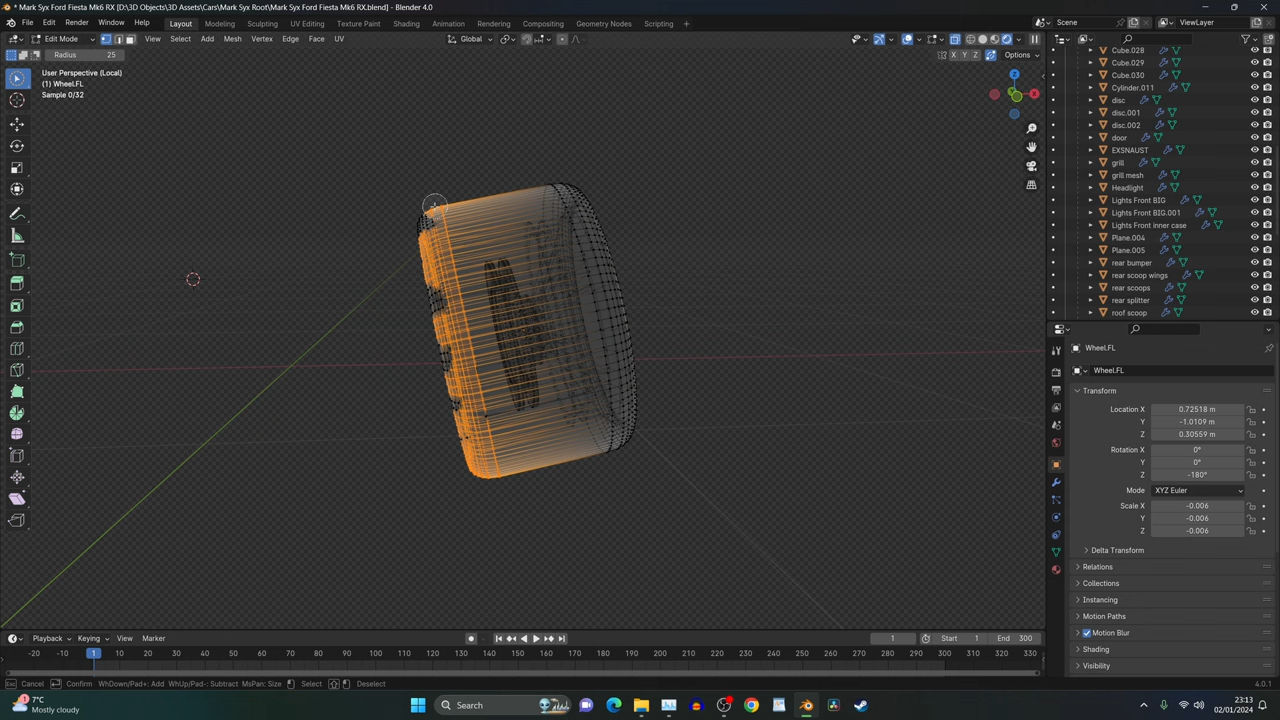 * Mark Syx Ford Fiesta Mk6 RX [D:\3D Objects\3D Assets\Cars\Mark Syx Root\Mark Syx Ford Fiesta Mk6 RX.blend] - Blender 4.0
File Edit Render Window Help Layout Modeling Sculpting UV Editing Texture Paint Shading Animation Rendering Compositing Geometry Nodes Scripting + Scene ViewLayer
Edit Mode View Select Add Mesh Vertex Edge Face UV Global
Radius 25 X Y Z Options
User Perspective (Local)
(1) Wheel.FL
Sample 0/32
Z
X
Cube.028
Cube.029
Cube.030
Cylinder.011
disc
disc.001
disc.002
door
EXSNAUST
grill
grill mesh
Headlight
Lights Front BIG
Lights Front BIG.001
Lights Front inner case
Plane.004
Plane.005
rear bumper
rear scoop wings
rear scoops
rear splitter
roof scoop
Wheel.FL
Wheel.FL
Transform
Location X 0.72518 m
Y -1.0109 m
Z 0.30559 m
Rotation X 0°
Y 0°
Z -180°
Mode XYZ Euler
Scale X -0.006
Y -0.006
Z -0.006
Delta Transform
Relations
Collections
Instancing
Motion Paths
Motion Blur
Shading
Visibility
Playback Keying View Marker 1 Start 1 End 300
-20 -10 1 10 20 30 40 50 60 70 80 90 100 110 120 130 140 150 160 170 180 190 200 210 220 230 240 250 260 270 280 290 300 310 320 330
Esc Cancel Confirm WhDown/Pad+: Add WhUp/Pad-: Subtract MsPan: Size Select Deselect 4.0.1
7°C
Mostly cloudy
Search
23:13
02/01/2024